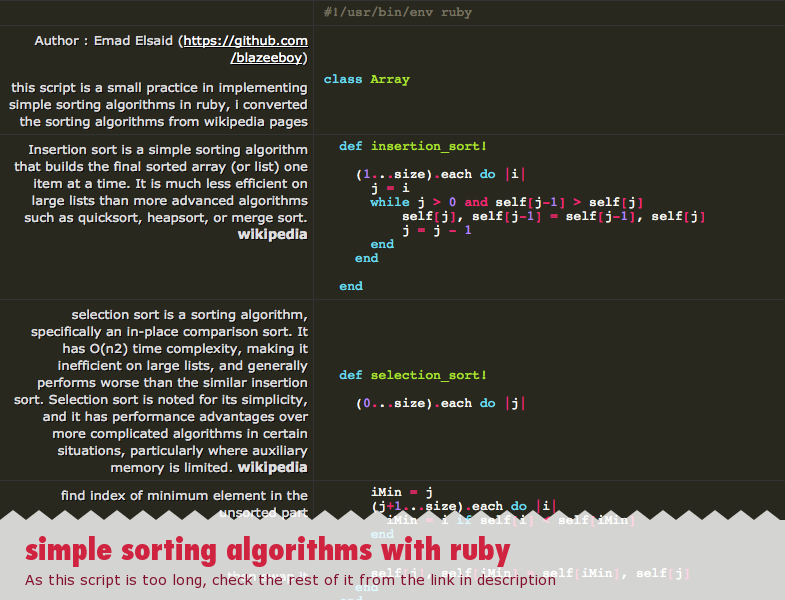 #!/usr/bin/env ruby
Author : Emad Elsaid (https://github.com
/blazeeboy)
this script is a small practice in implementing
simple sorting algorithms in ruby, i converted
the sorting algorithms from wikipedia pages
class Array
Insertion sort is a simple sorting algorithm
that builds the final sorted array (or list) one
item at a time. It is much less efficient on
large lists than more advanced algorithms
such as quicksort, heapsort, or merge sort.
wikipedia
def insertion_sort!
(1...size).each do |i|
j = i
while j > 0 and self[j-1] > self[j]
self[j], self[j-1] = self[j-1], self[j]
j = j - 1
end
end
end
selection sort is a sorting algorithm,
specifically an in-place comparison sort. It
has O(n2) time complexity, making it
inefficient on large lists, and generally
performs worse than the similar insertion
sort. Selection sort is noted for its simplicity,
and it has performance advantages over
more complicated algorithms in certain
situations, particularly where auxiliary
memory is limited. wikipedia
def selection_sort!
(0...size).each do |j|
find index of minimum element in the
unsorted part
iMin = j
(j+1...size).each do |i|
iMin = i if self[i] < self[iMin]
end
self[j], self[iMin] = self[iMin], self[j]
end
simple sorting algorithms with ruby
As this script is too long, check the rest of it from the link in description